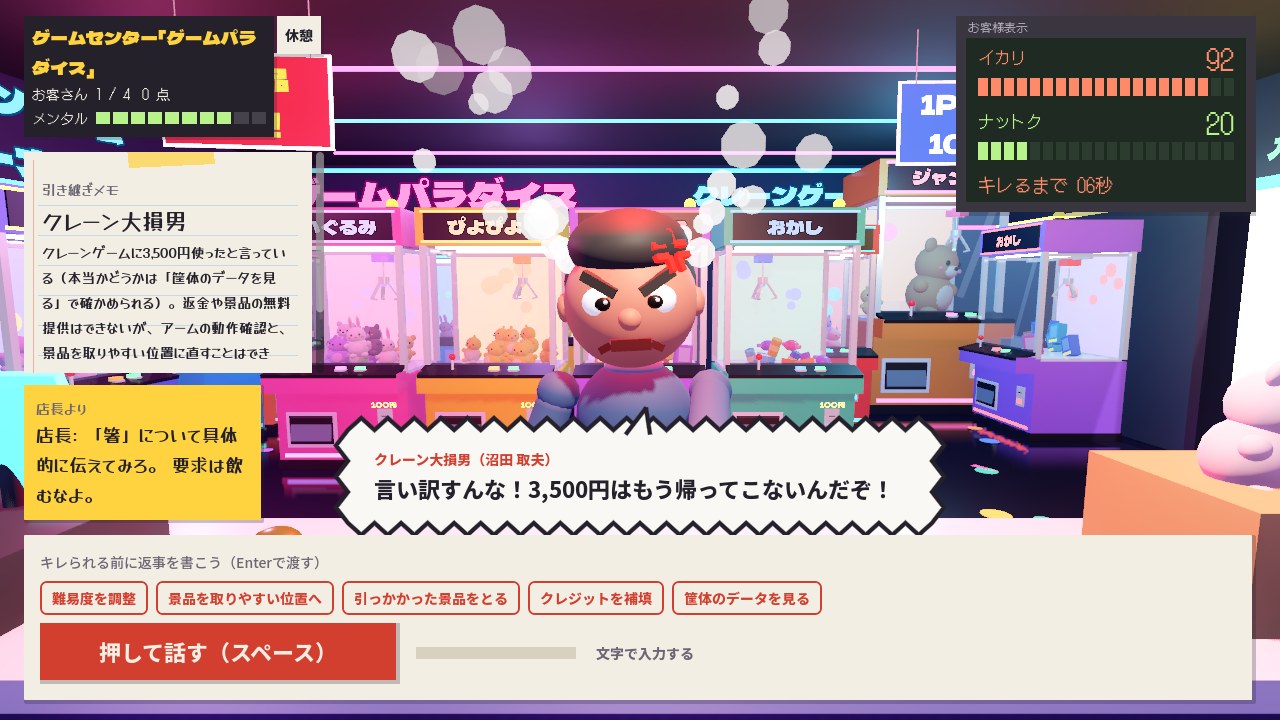 ゲームセンター「ゲームパラ
ダイス」
お客さん 1/4 0点
メンタル
休憩
引き継ぎメモ
クレーン大損男
クレーンゲームに3,500円使ったと言ってい
る（本当かどうかは「筐体のデータを見
る」で確かめられる）。返金や景品の無料
提供はできないが、アームの動作確認と、
景品を取りやすい位置に直すことはでき
店長より
店長: 「箸」について具体
的に伝えてみろ。 要求は飲
むなよ。
お客様表示
イカリ 92
ナットク 20
キレるまで 06秒
ームパラダイス
クレーンゲー
ジャン
ぐるみ
ぴよぴよ
おかし
おかし
1P
10
100円
100円
クレーン大損男（沼田 取夫）
言い訳すんな！3,500円はもう帰ってこないんだぞ！
キレられる前に返事を書こう（Enterで渡す）
難易度を調整
景品を取りやすい位置へ
引っかかった景品をとる
クレジットを補填
筐体のデータを見る
押して話す（スペース）
文字で入力する